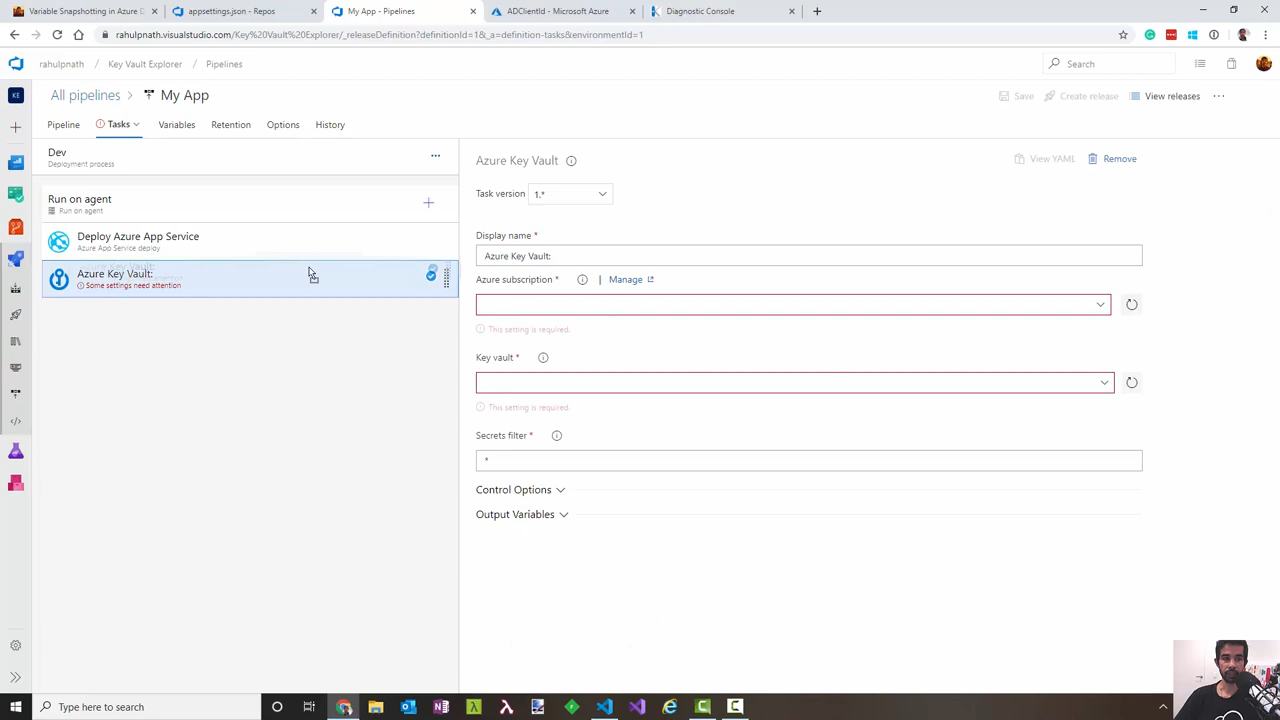 Variable Snapshotting in Azure D
appsettings.json - Repos
My App - Pipelines
ADClientId - Microsoft Azure
Diagnostic Console
rahulpnath.visualstudio.com/Key%20Vault%20Explorer/_releaseDefinition?definitionId=1&_a=definition-tasks&environmentId=1
rahulpnath / Key Vault Explorer / Pipelines
Search
KE
All pipelines > My App
Save
Create release
View releases
Pipeline
Tasks
Variables
Retention
Options
History
Dev
Deployment process
Run on agent
Run on agent
Deploy Azure App Service
Azure App Service deploy
Azure Key Vault:
Some settings need attention
Azure Key Vault
View YAML
Remove
Task version
1.*
Display name *
Azure Key Vault:
Azure subscription *
| Manage
This setting is required.
Key vault *
This setting is required.
Secrets filter *
*
Control Options
Output Variables
Type here to search